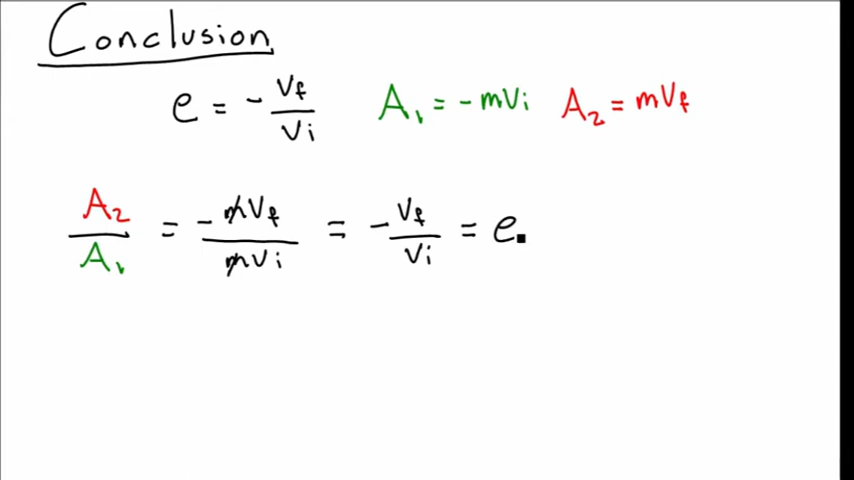 Conclusion
e = - Vf/Vi A₁ = -mVi A₂ = mVf
A₂/A₁ = - mVf/mVi = - Vf/Vi = e